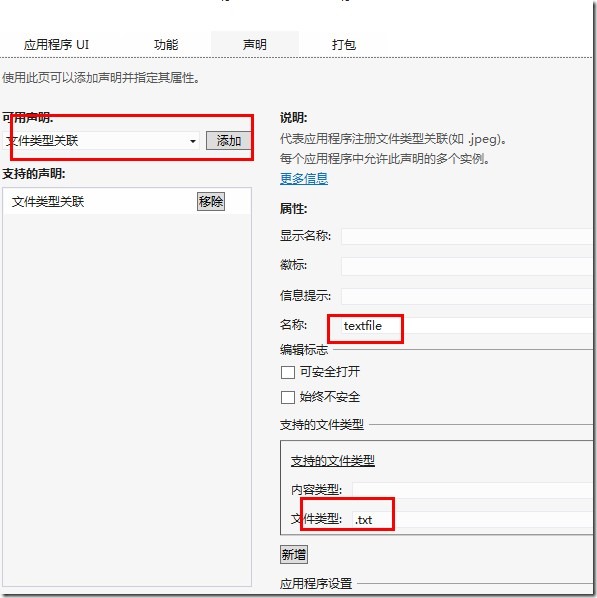 应用程序 UI 功能 声明 打包
使用此页可以添加声明并指定其属性。
可用声明:
文件类型关联 添加
支持的声明:
文件类型关联 移除
说明:
代表应用程序注册文件类型关联(如 .jpeg)。
每个应用程序中允许此声明的多个实例。
更多信息
属性:
显示名称:
徽标:
信息提示:
名称: textfile
编辑标志
可安全打开
始终不安全
支持的文件类型
支持的文件类型
内容类型:
文件类型: .txt
新增
应用程序设置